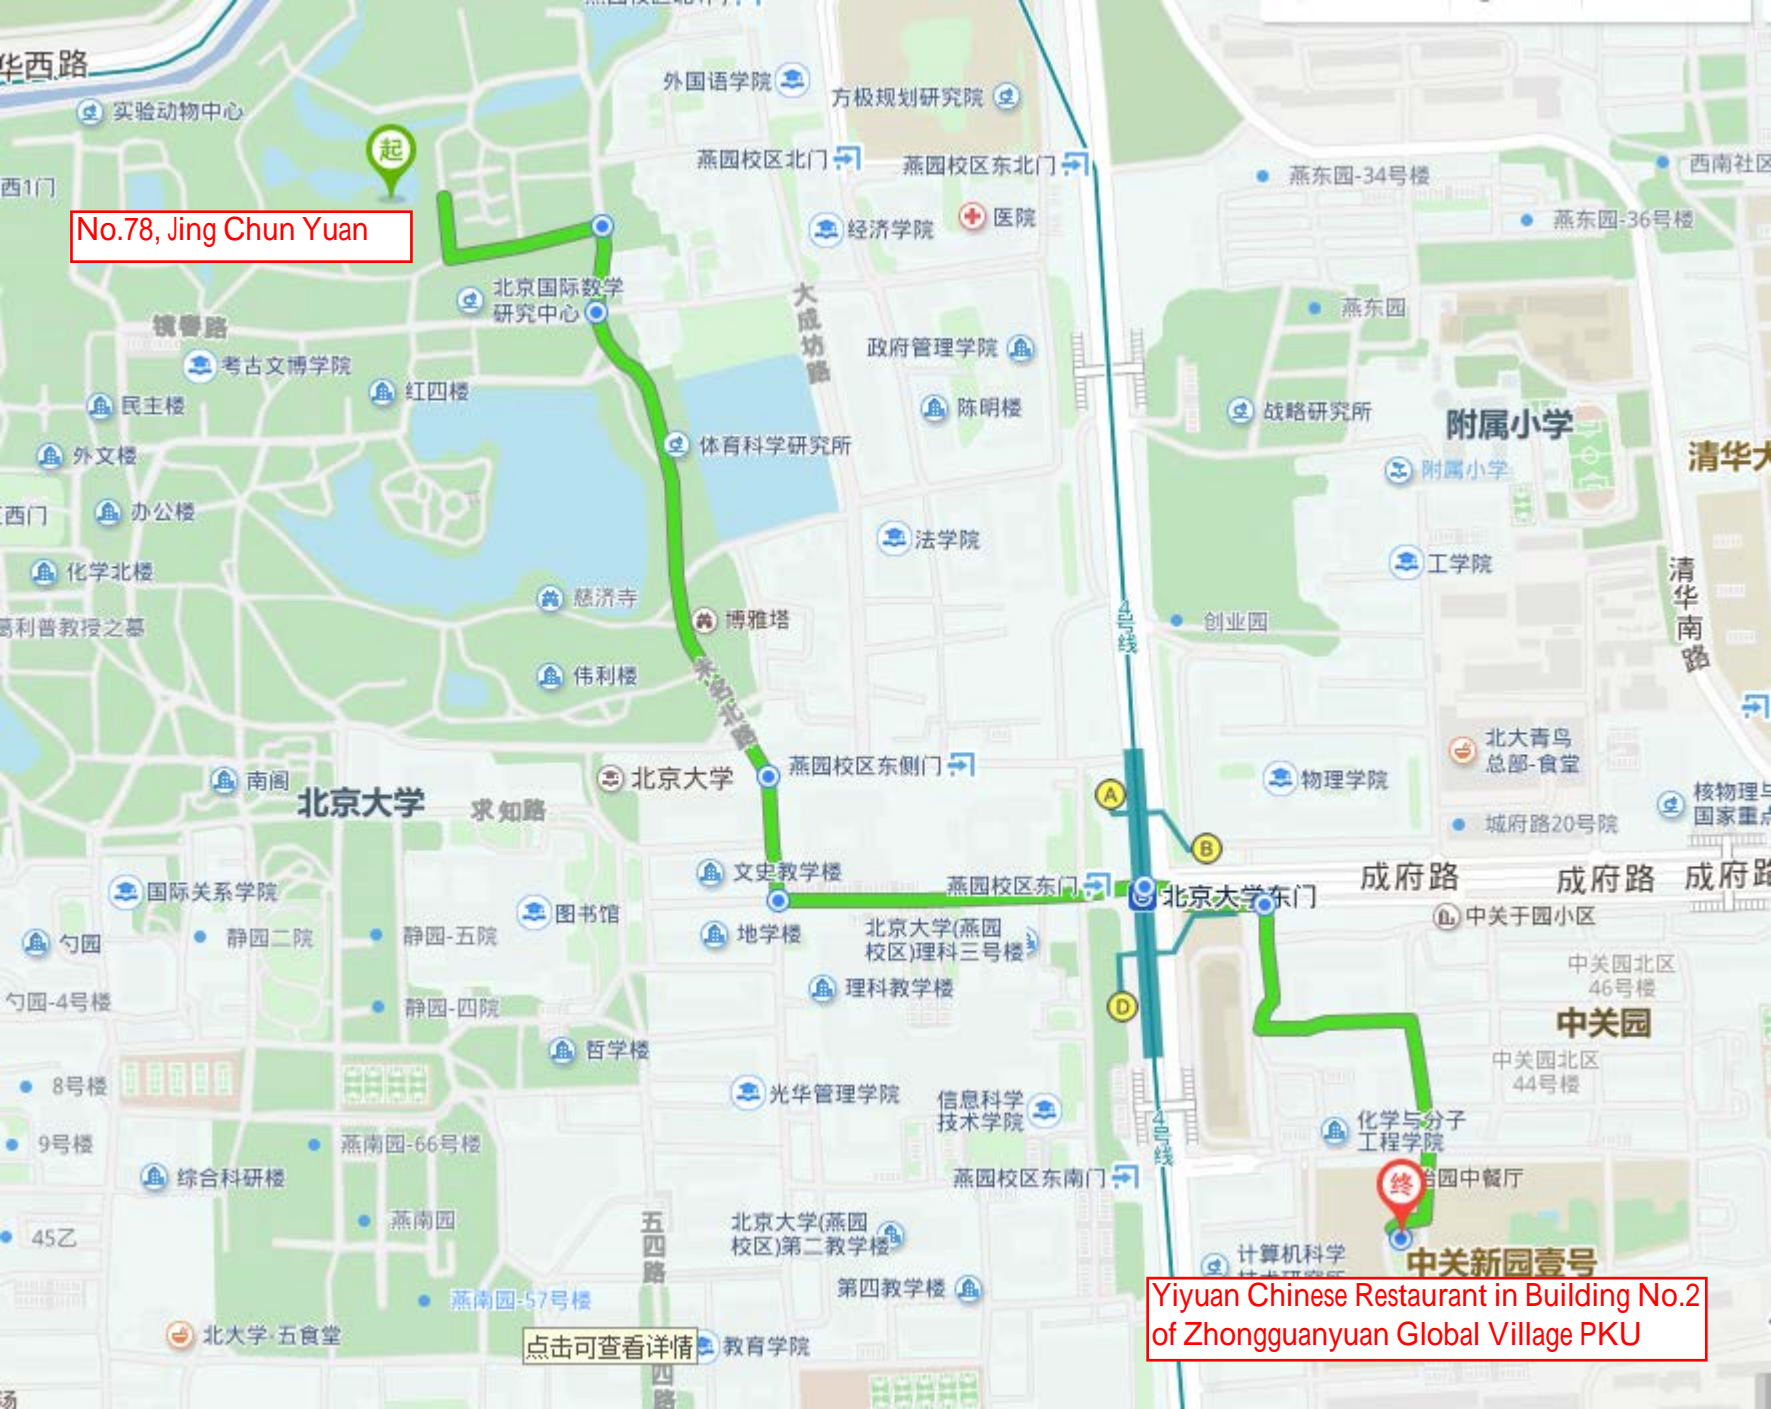 华西路
实验动物中心
外国语学院
方极规划研究院
起
西1门
燕园校区北门
燕园校区东北门
燕东园-34号楼
西南社区
No.78, Jing Chun Yuan
经济学院
医院
燕东园-36号楼
北京国际数学
研究中心
大成坊路
燕东园
镜春路
考古文博学院
政府管理学院
红四楼
民主楼
陈明楼
战略研究所
附属小学
外文楼
体育科学研究所
附属小学
清华大
西门
办公楼
法学院
化学北楼
工学院
清华南路
慈济寺
博雅塔
4号线
创业园
葛利普教授之墓
伟利楼
未名北路
北大青鸟
总部-食堂
南阁
北京大学
燕园校区东侧门
物理学院
北京大学
求知路
A
核物理与
国家重点
城府路20号院
B
文史教学楼
国际关系学院
燕园校区东门
北京大学东门
成府路
成府路
成府路
图书馆
中关于园小区
勺园
静园二院
静园-五院
地学楼
北京大学(燕园
校区)理科三号楼
中关园北区
46号楼
勺园-4号楼
静园-四院
理科教学楼
D
中关园
哲学楼
中关园北区
44号楼
8号楼
光华管理学院
信息科学
技术学院
化学与分子
工程学院
4号线
9号楼
燕南园-66号楼
综合科研楼
燕园校区东南门
终
怡园中餐厅
45乙
燕南园
五四路
北京大学(燕园
校区)第二教学楼
计算机科学
中关新园壹号
第四教学楼
燕南园-57号楼
Yiyuan Chinese Restaurant in Building No.2
of Zhongguanyuan Global Village PKU
北大学-五食堂
点击可查看详情
教育学院
四路